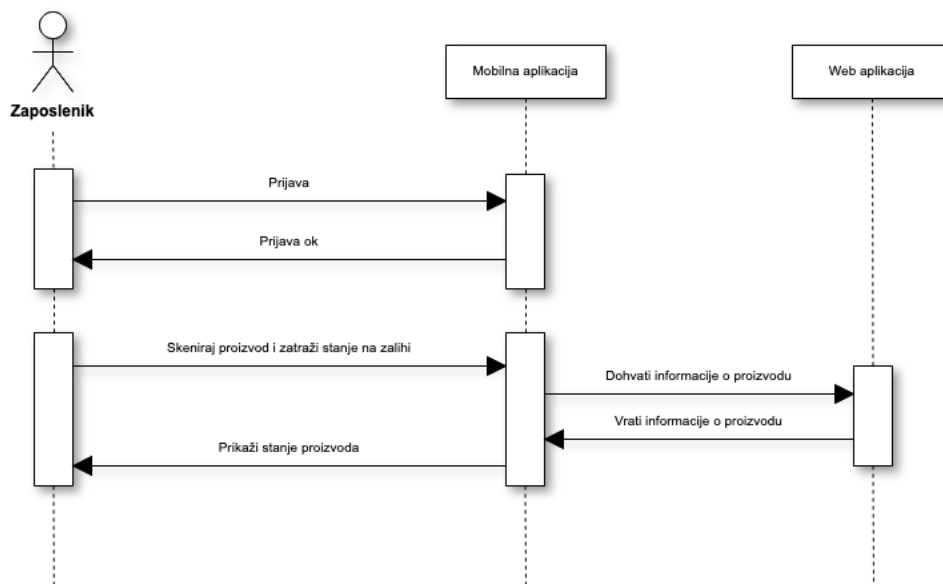 Mobilna aplikacija
Web aplikacija
Zaposlenik
Prijava
Prijava ok
Skeniraj proizvod i zatraži stanje na zalihi
Dohvati informacije o proizvodu
Vrati informacije o proizvodu
Prikaži stanje proizvoda